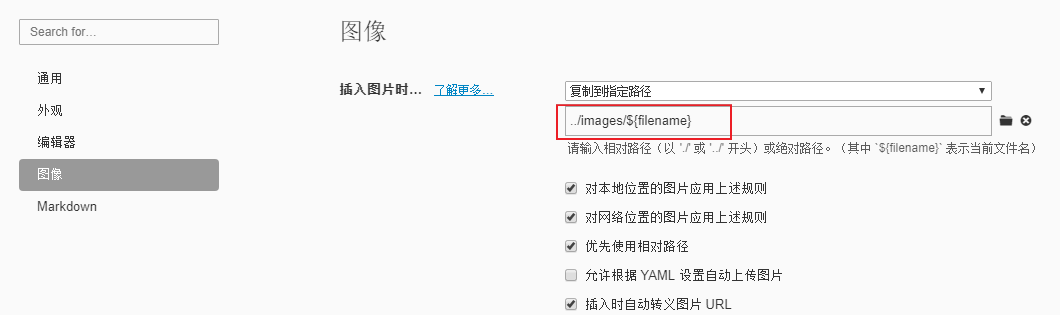 Search for...
通用
外观
编辑器
图像
Markdown
图像
插入图片时... 了解更多...
复制到指定路径
../images/${filename}
请输入相对路径（以 './' 或 '../' 开头）或绝对路径。（其中 `${filename}` 表示当前文件名）
对本地位置的图片应用上述规则
对网络位置的图片应用上述规则
优先使用相对路径
允许根据 YAML 设置自动上传图片
插入时自动转义图片 URL